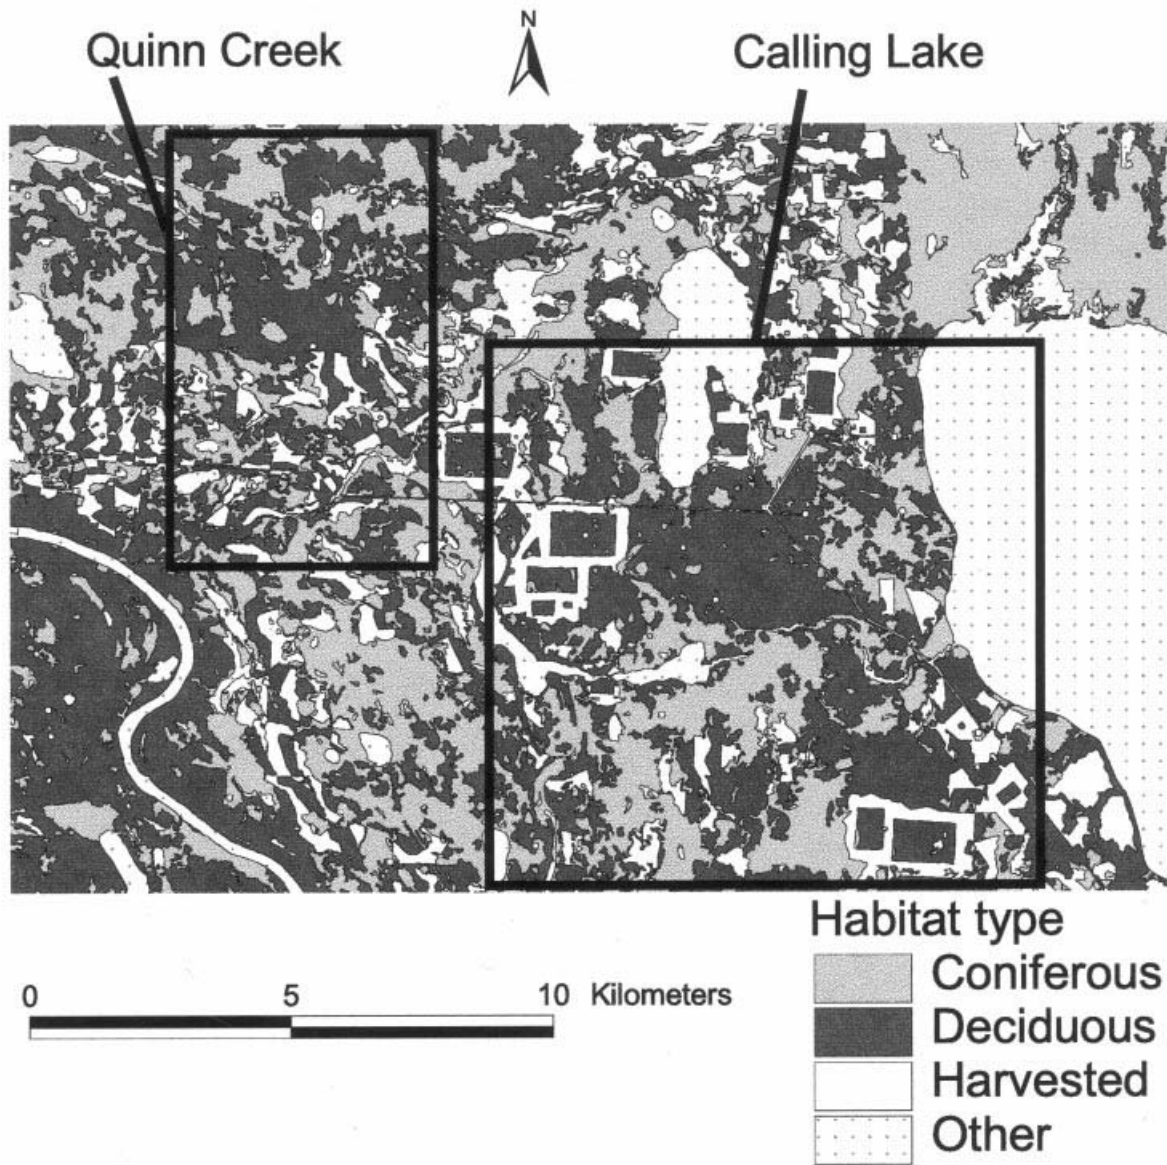 N
Quinn Creek
Calling Lake
Habitat type
Coniferous
Deciduous
Harvested
Other
0 5 10 Kilometers